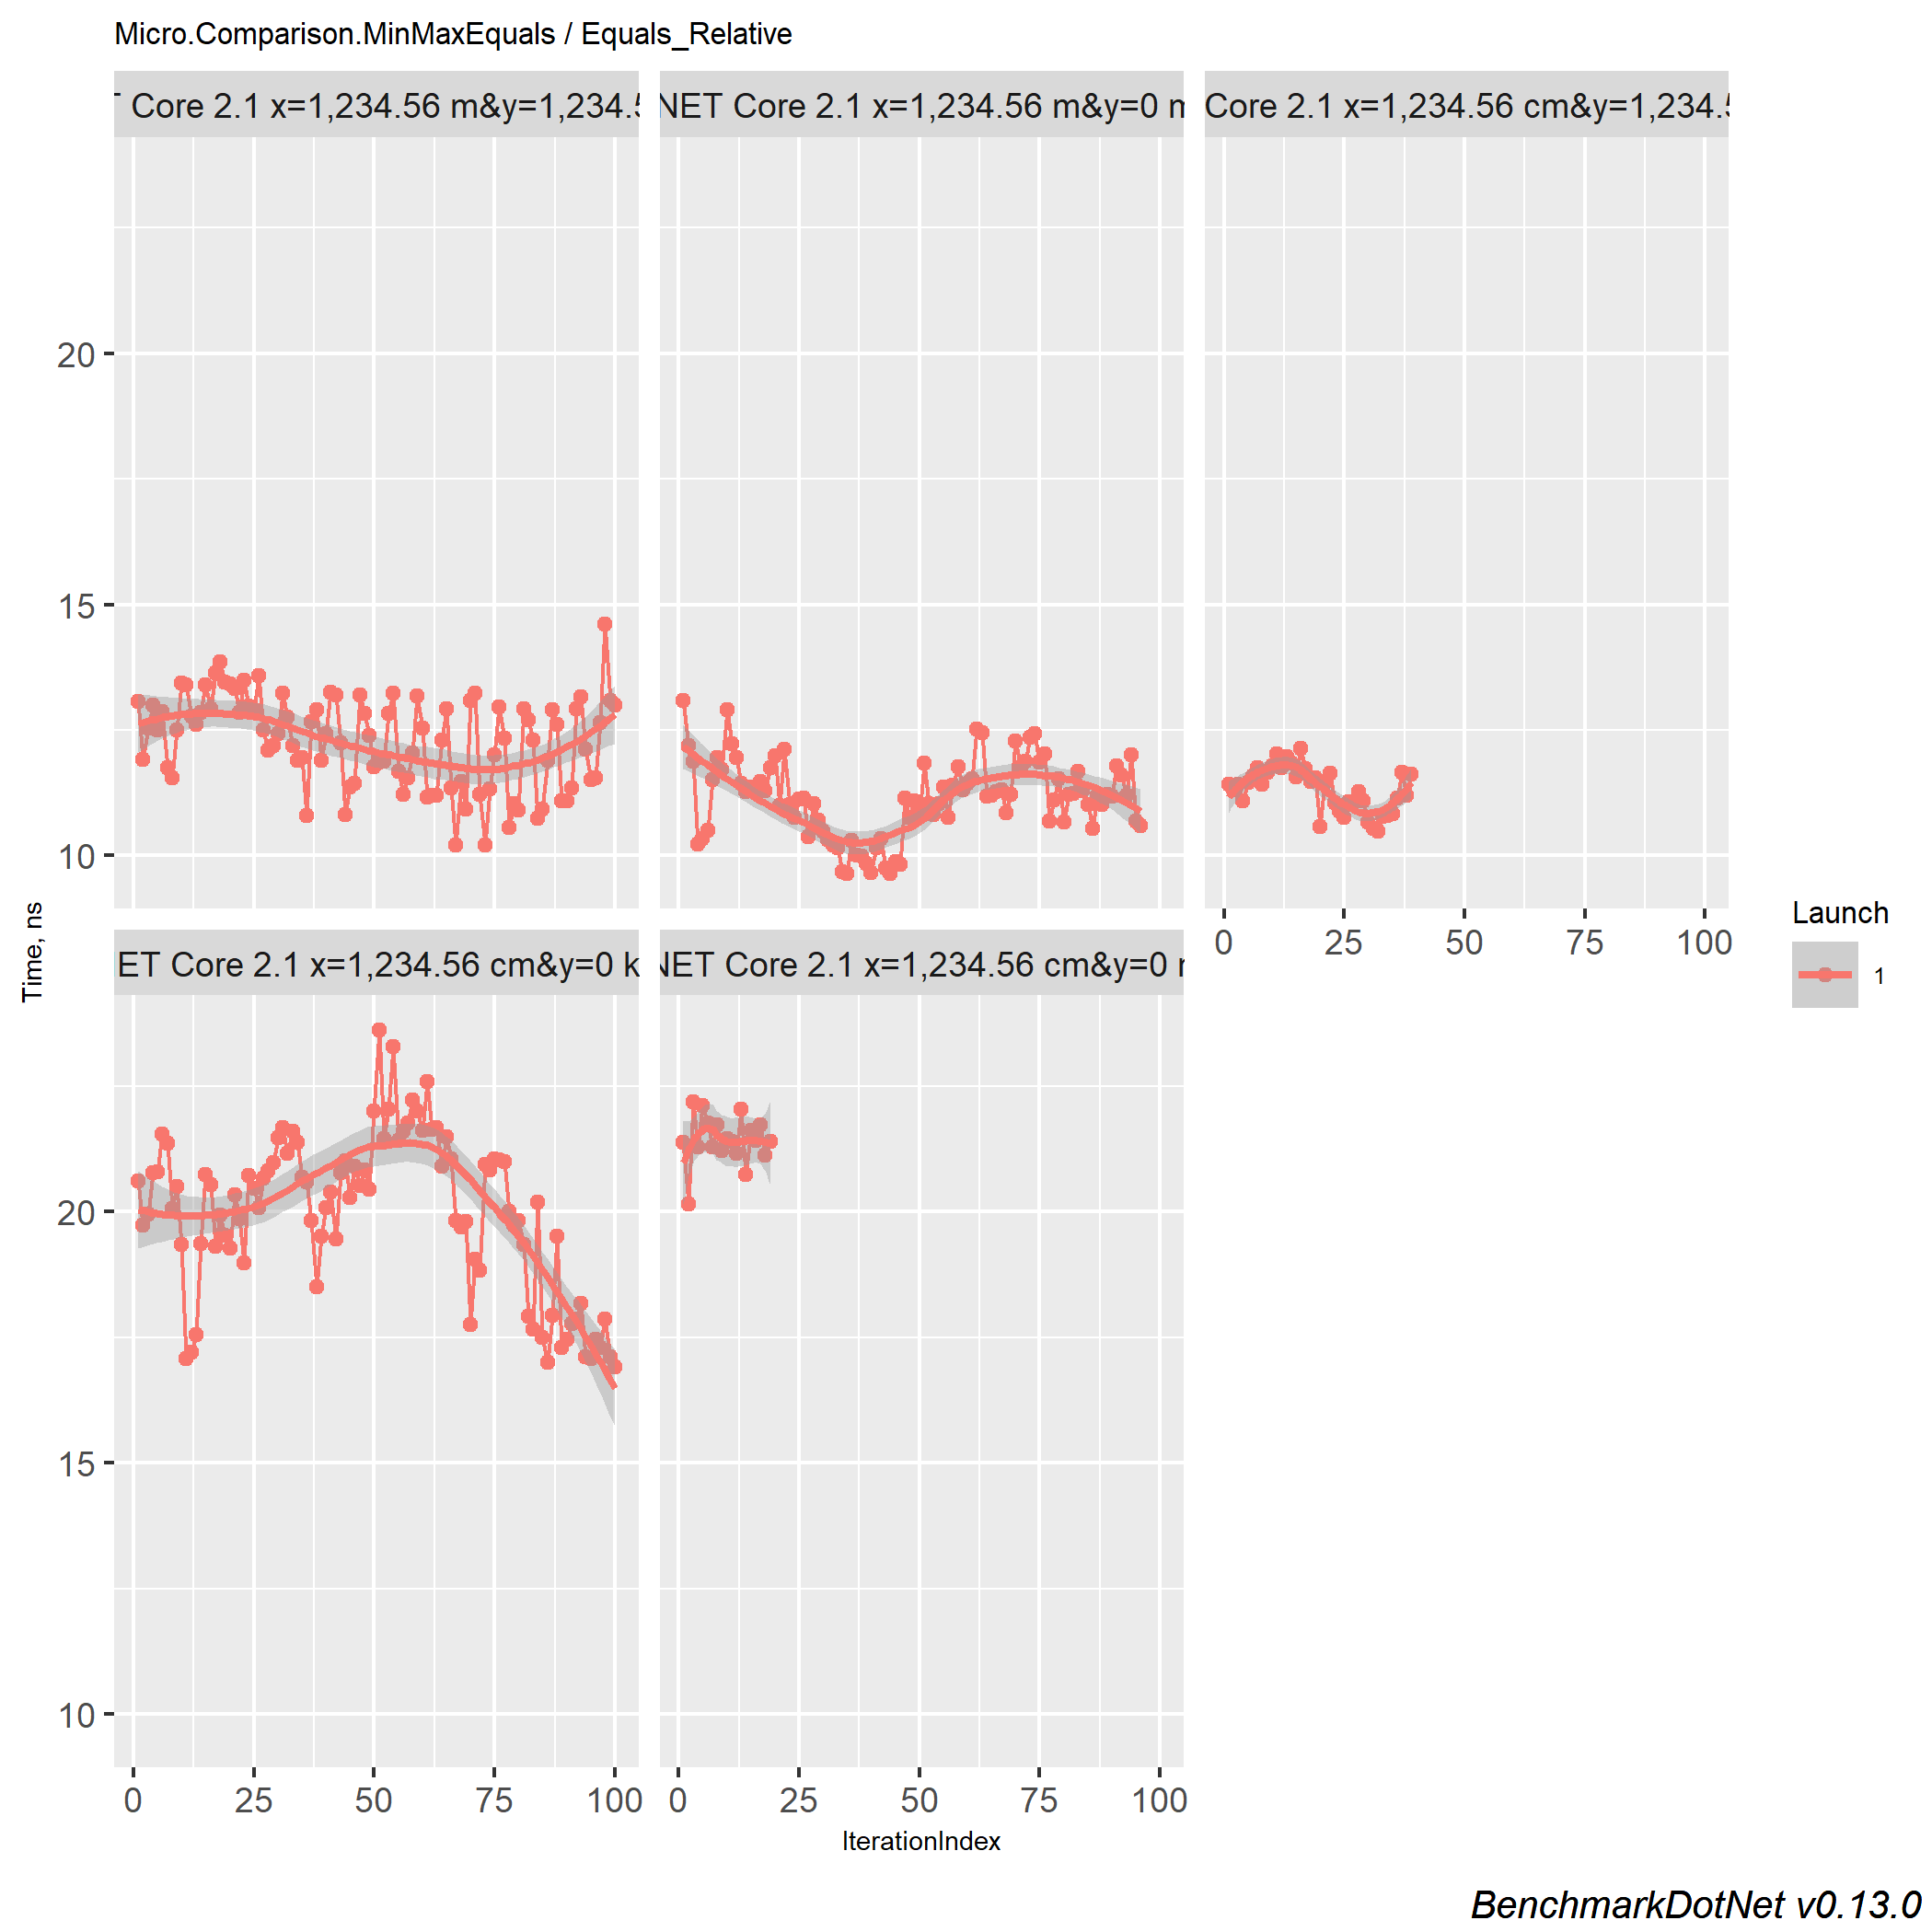 Micro.Comparison.MinMaxEquals / Equals_Relative
Core 2.1 x=1,234.56 m&y=1,234.5
NET Core 2.1 x=1,234.56 m&y=0 m
Core 2.1 x=1,234.56 cm&y=1,234.5
20
15
10
0 25 50 75 100
Time, ns
Launch
1
ET Core 2.1 x=1,234.56 cm&y=0 k
NET Core 2.1 x=1,234.56 cm&y=0
20
15
10
0 25 50 75 100
0 25 50 75 100
IterationIndex
BenchmarkDotNet v0.13.0